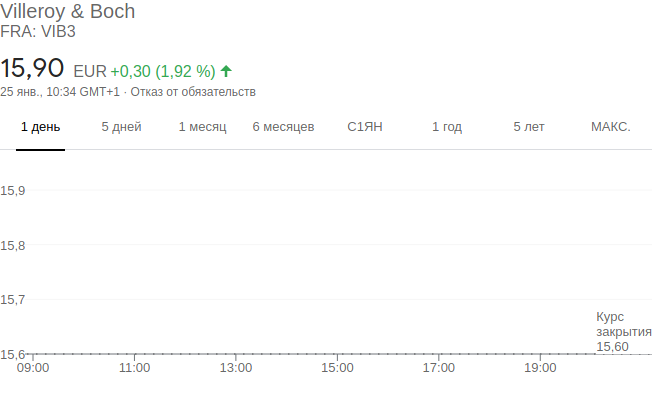 Villeroy & Boch
FRA: VIB3
15,90 EUR +0,30 (1,92 %)
25 янв., 10:34 GMT+1 · Отказ от обязательств
1 день 5 дней 1 месяц 6 месяцев С1ЯН 1 год 5 лет МАКС.
15,9
15,8
15,7
Курс
закрытия
15,60
15,6
09:00 11:00 13:00 15:00 17:00 19:00